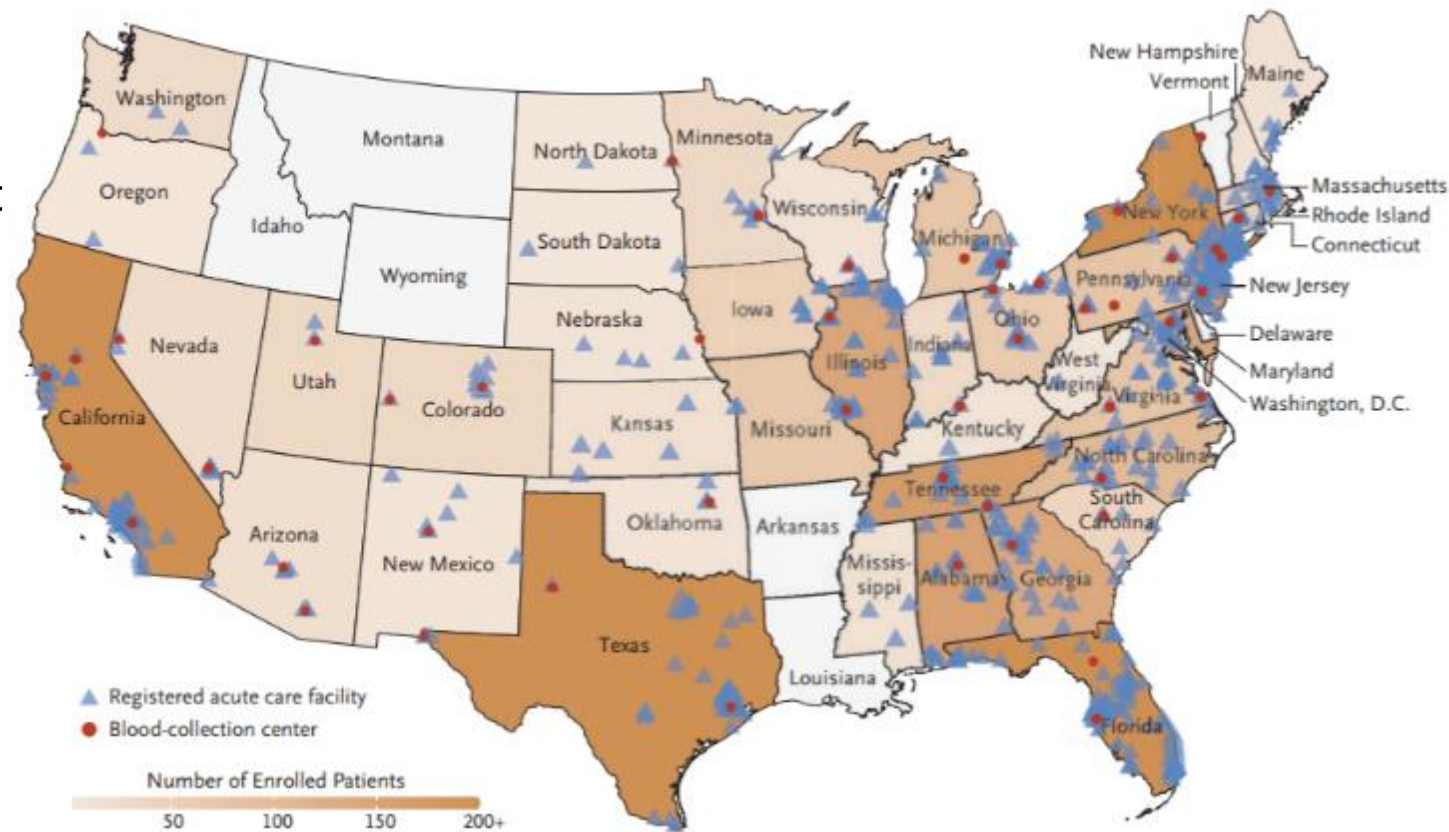 New Hampshire
Vermont
Maine
Washington
Montana
North Dakota
Minnesota
Oregon
Idaho
Wisconsin
Massachusetts
New York
Rhode Island
South Dakota
Michigan
Connecticut
Wyoming
Pennsylvania
New Jersey
Iowa
Nebraska
Ohio
Delaware
Nevada
Indiana
Illinois
West
Virginia
Maryland
Utah
Colorado
Virginia
Washington, D.C.
California
Kansas
Missouri
Kentucky
North Carolina
Tennessee
South
Carolina
Oklahoma
Arkansas
Arizona
New Mexico
Missis-
sippi
Alabama
Georgia
Texas
Louisiana
Florida
Registered acute care facility
Blood-collection center
Number of Enrolled Patients
50 100 150 200+